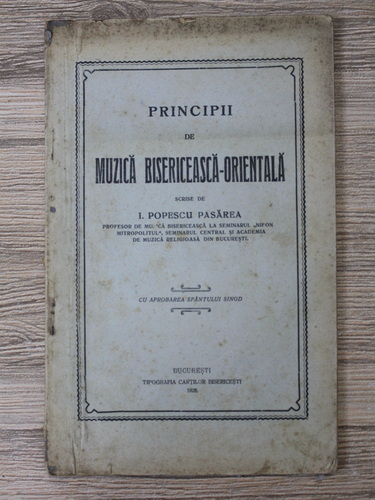 PRINCIPII
DE
MUZICĂ BISERICEASCĂ-ORIENTALĂ
SCRISE DE
I. POPESCU PASĂREA
PROFESOR DE MUZICĂ BISERICEASCĂ LA SEMINARUL „NIFON
MITROPOLITUL“, SEMINARUL CENTRAL ȘI ACADEMIA
DE MUZICĂ RELIGIOASĂ DIN BUCUREȘTI.
CU APROBAREA SFÂNTULUI SINOD
BUCUREȘTI
TIPOGRAFIA CĂRȚILOR BISERICEȘTI